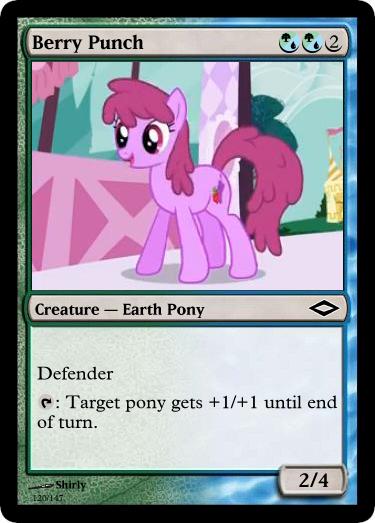 Berry Punch 2
Creature — Earth Pony
Defender
: Target pony gets +1/+1 until end
of turn.
Shirly
120/147
2/4